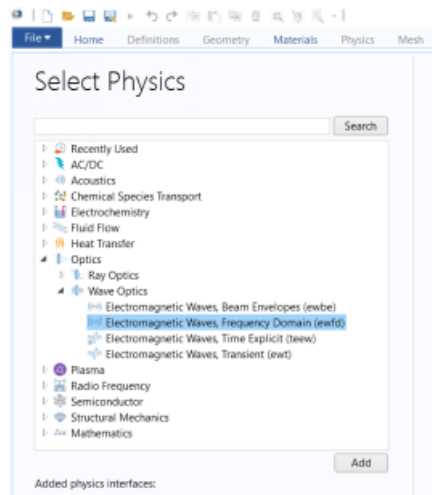 File Home Definitions Geometry Materials Physics Mesh
Select Physics
Search
Recently Used
AC/DC
Acoustics
Chemical Species Transport
Electrochemistry
Fluid Flow
Heat Transfer
Optics
Ray Optics
Wave Optics
Electromagnetic Waves, Beam Envelopes (ewbe)
Electromagnetic Waves, Frequency Domain (ewfd)
Electromagnetic Waves, Time Explicit (teew)
Electromagnetic Waves, Transient (ewt)
Plasma
Radio Frequency
Semiconductor
Structural Mechanics
Mathematics
Add
Added physics interfaces: